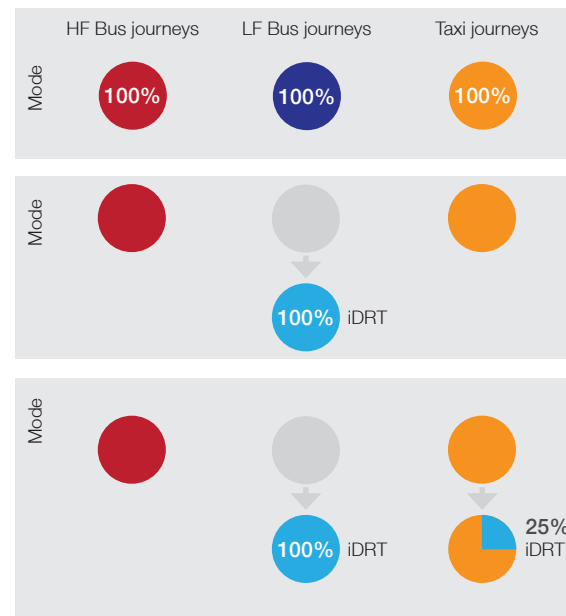 HF Bus journeys LF Bus journeys Taxi journeys
Mode
100% 100% 100%
Mode
100% iDRT
Mode
25%
100% iDRT iDRT